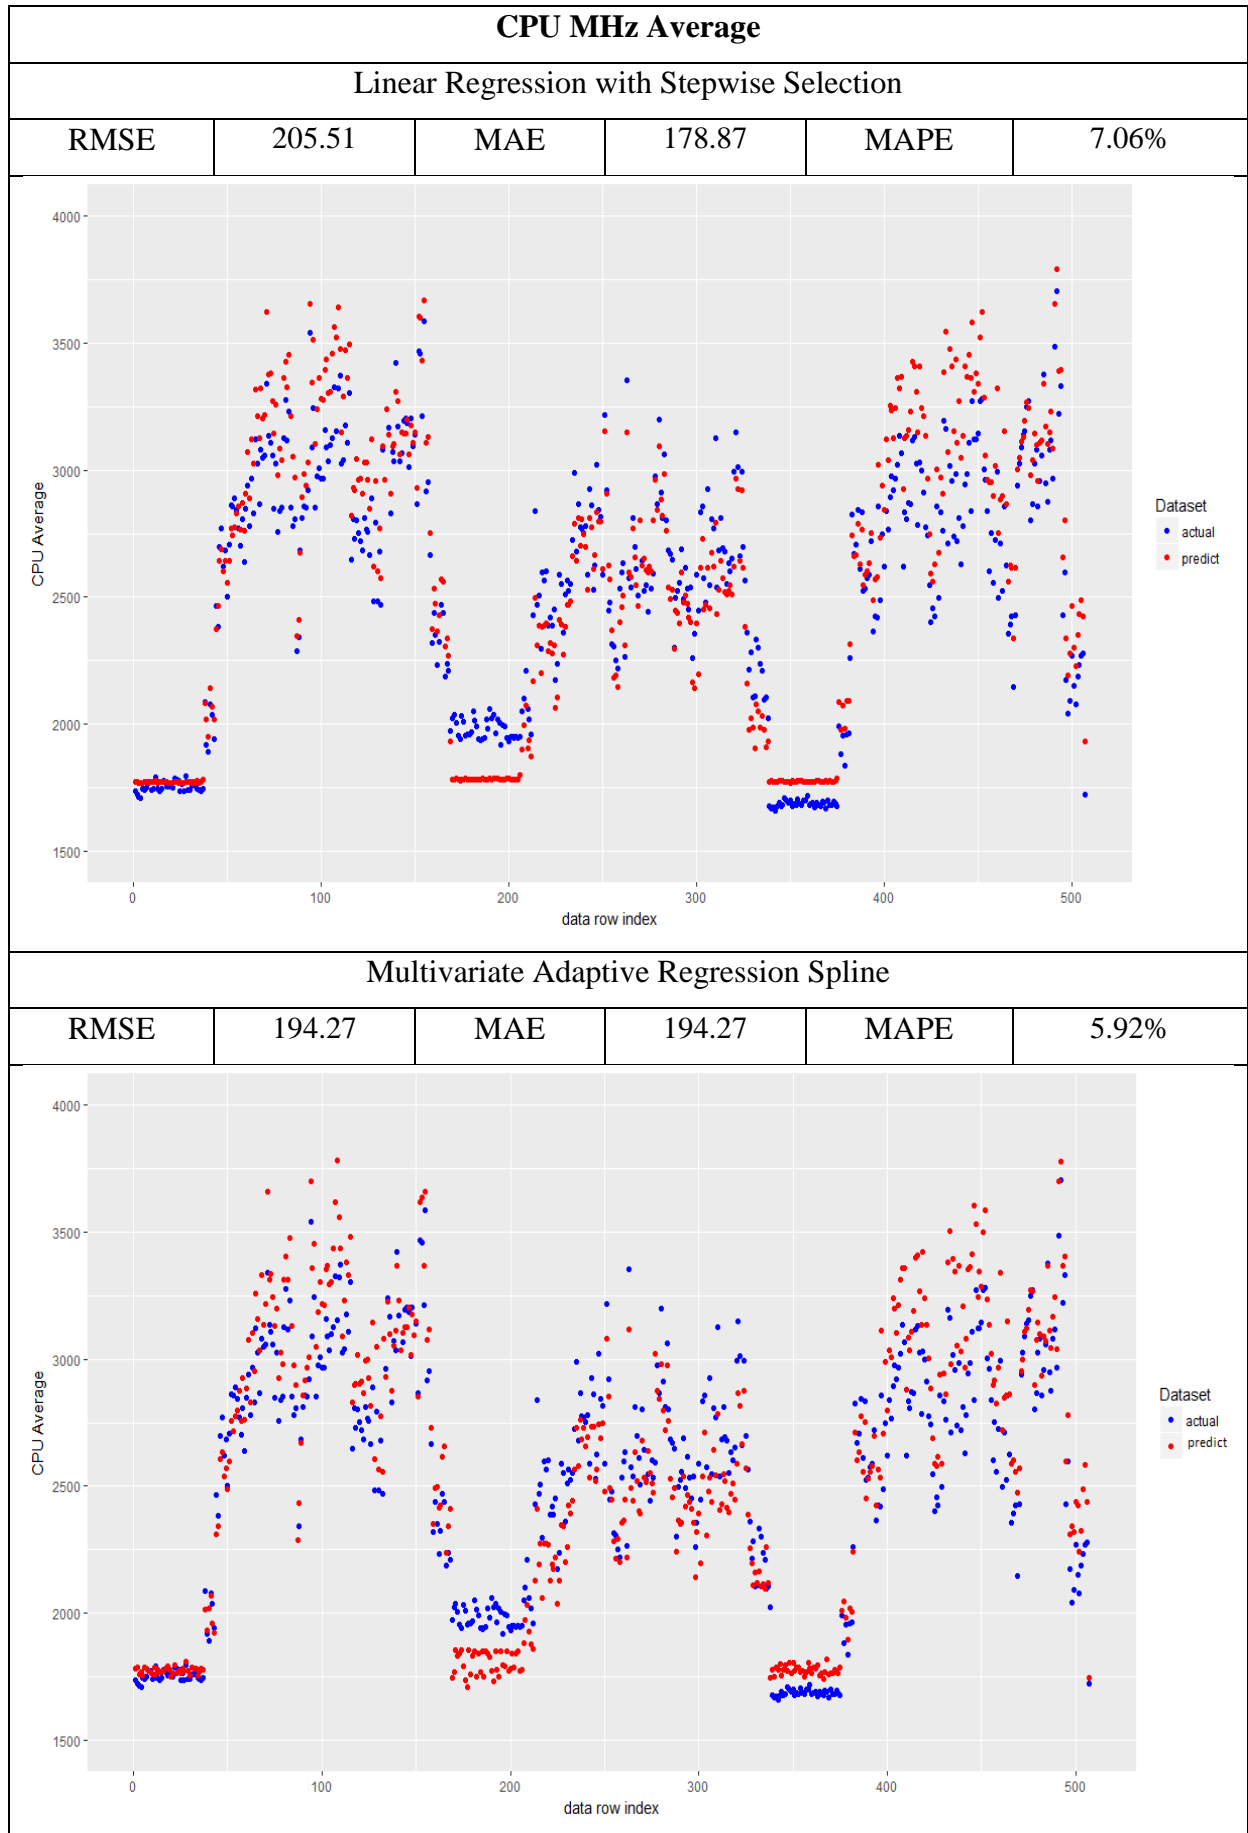 CPU MHz Average
Linear Regression with Stepwise Selection
RMSE 205.51 MAE 178.87 MAPE 7.06%
4000
3500
3000
2500
2000
1500
CPU Average
0 100 200 300 400 500
data row index
Dataset
actual
predict
Multivariate Adaptive Regression Spline
RMSE 194.27 MAE 194.27 MAPE 5.92%
4000
3500
3000
2500
2000
1500
CPU Average
0 100 200 300 400 500
data row index
Dataset
actual
predict